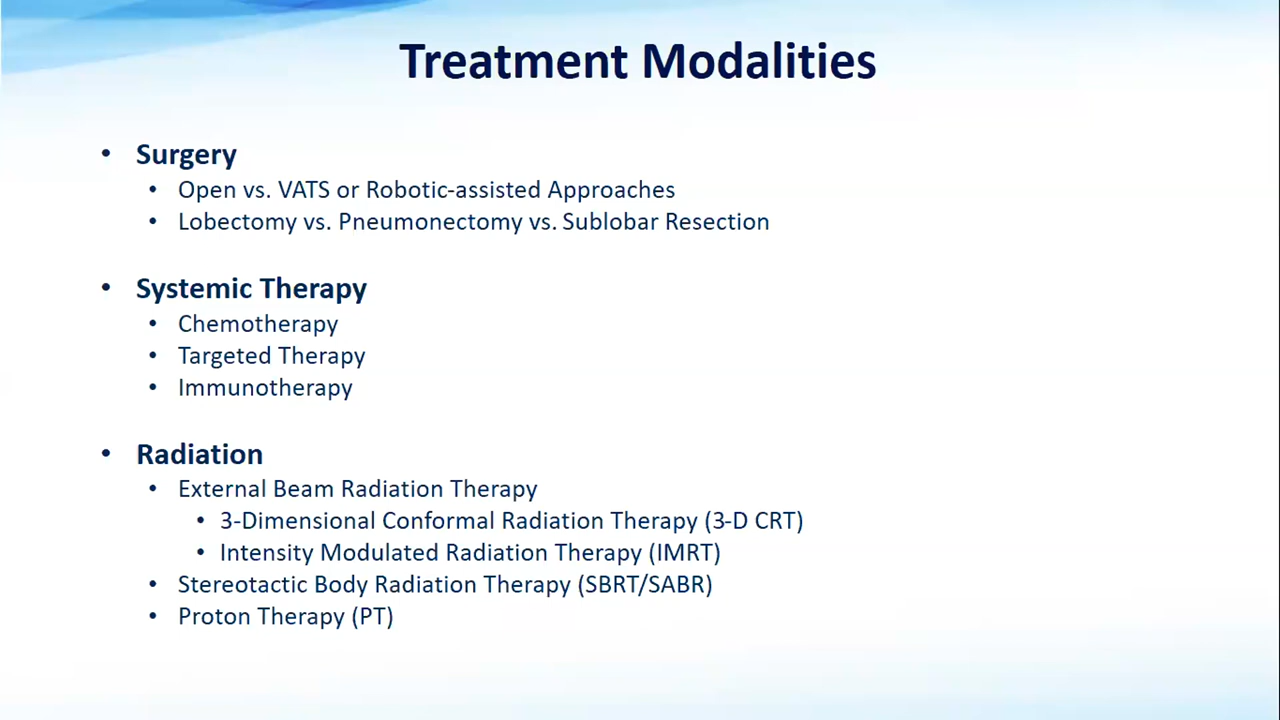 Treatment Modalities
• Surgery
• Open vs. VATS or Robotic-assisted Approaches
• Lobectomy vs. Pneumonectomy vs. Sublobar Resection
• Systemic Therapy
• Chemotherapy
• Targeted Therapy
• Immunotherapy
• Radiation
• External Beam Radiation Therapy
• 3-Dimensional Conformal Radiation Therapy (3-D CRT)
• Intensity Modulated Radiation Therapy (IMRT)
• Stereotactic Body Radiation Therapy (SBRT/SABR)
• Proton Therapy (PT)